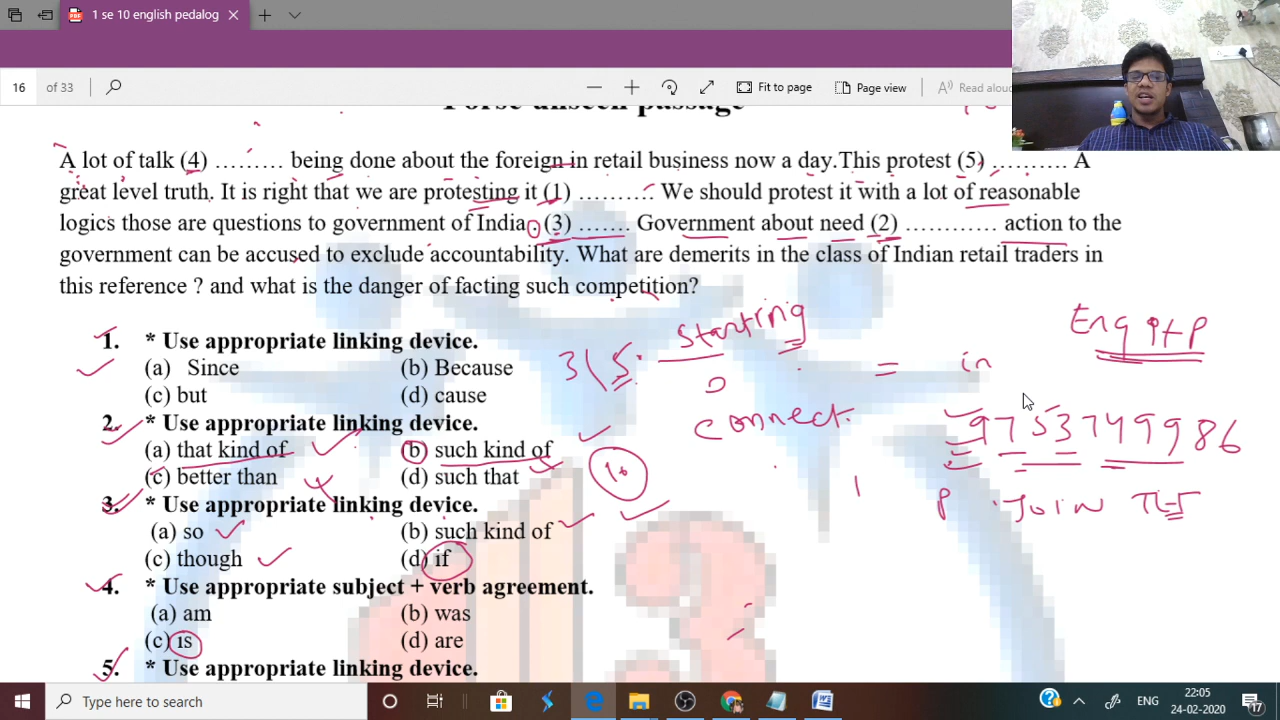 1 se 10 english pedalog
16 of 33
Fit to page
Page view
Read alou
unseen passage
A lot of talk (4) ……… being done about the foreign in retail business now a day.This protest (5) ………. A
great level truth. It is right that we are protesting it (1) ………. We should protest it with a lot of reasonable
logics those are questions to government of India . (3) ……. Government about need (2) ………… action to the
government can be accused to exclude accountability. What are demerits in the class of Indian retail traders in
this reference ? and what is the danger of facting such competition?
1. * Use appropriate linking device.
(a) Since (b) Because
(c) but (d) cause
2. * Use appropriate linking device.
(a) that kind of (b) such kind of
(c) better than (d) such that
3. * Use appropriate linking device.
(a) so (b) such kind of
(c) though (d) if
4. * Use appropriate subject + verb agreement.
(a) am (b) was
(c) is (d) are
5. * Use appropriate linking device.
Starting
3\5
= in
connect
Eng P+P
9753749986
P JOIN
10
Type here to search
ENG
22:05
24-02-2020
17